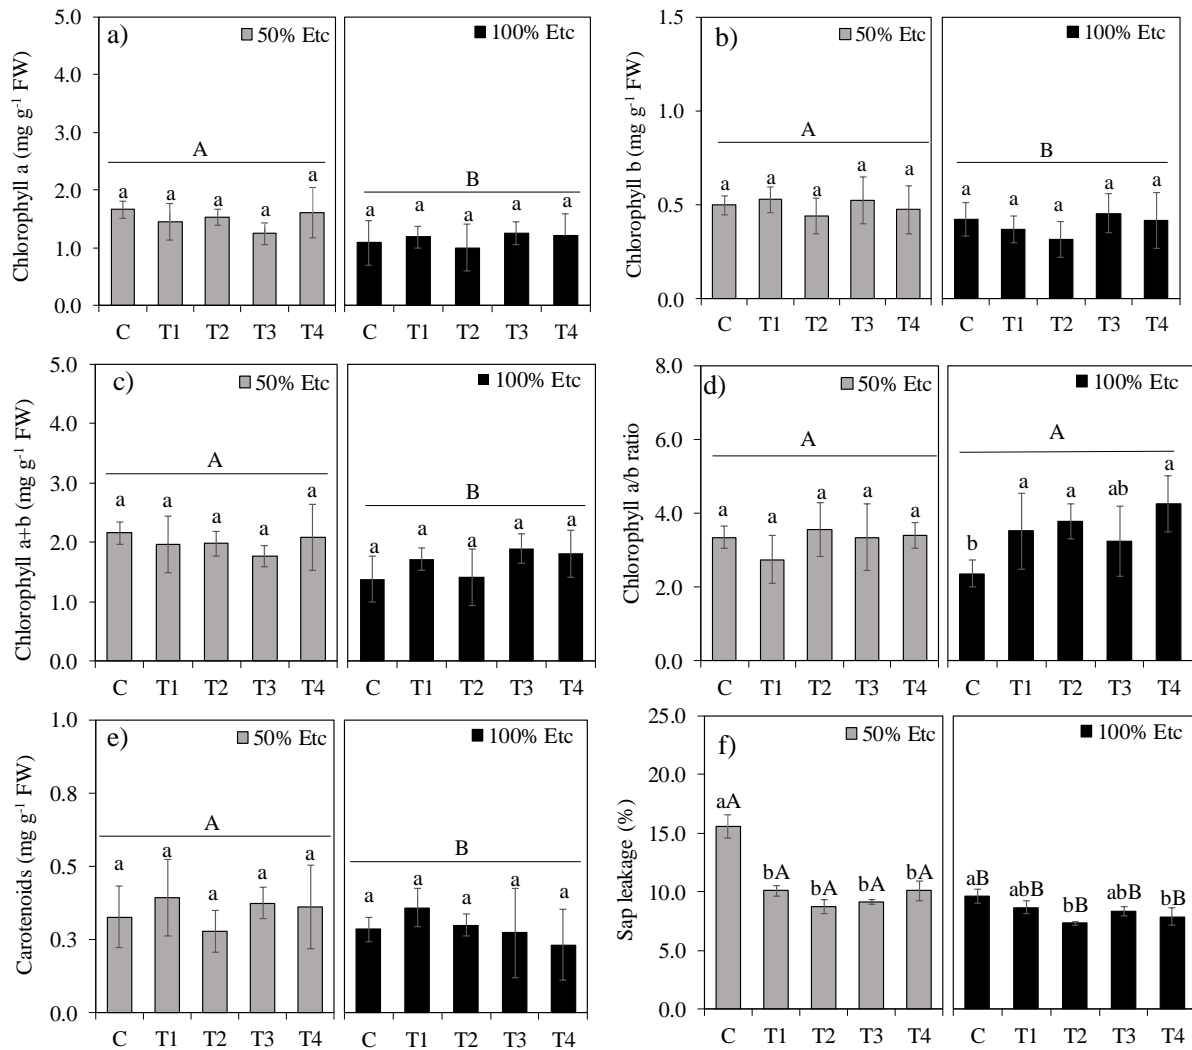 a)
50% Etc
100% Etc
Chlorophyll a (mg g-1 FW)
5.0
4.0
3.0
2.0
1.0
0.0
A
a a a a a
B
a a a a a
C T1 T2 T3 T4
C T1 T2 T3 T4
b)
50% Etc
100% Etc
Chlorophyll b (mg g-1 FW)
1.5
1.0
0.5
0.0
A
a a a a a
B
a a a a a
C T1 T2 T3 T4
C T1 T2 T3 T4
c)
50% Etc
100% Etc
Chlorophyll a+b (mg g-1 FW)
5.0
4.0
3.0
2.0
1.0
0.0
A
a a a a a
B
a a a a a
C T1 T2 T3 T4
C T1 T2 T3 T4
d)
50% Etc
100% Etc
Chlorophyll a/b ratio
8.0
6.0
4.0
2.0
0.0
A
a a a a a
A
b a a ab a
C T1 T2 T3 T4
C T1 T2 T3 T4
e)
50% Etc
100% Etc
Carotenoids (mg g-1 FW)
1.0
0.8
0.5
0.3
0.0
A
a a a a a
B
a a a a a
C T1 T2 T3 T4
C T1 T2 T3 T4
f)
50% Etc
100% Etc
Sap leakage (%)
25.0
20.0
15.0
10.0
5.0
0.0
aA bA bA bA bA
aB abB bB abB bB
C T1 T2 T3 T4
C T1 T2 T3 T4